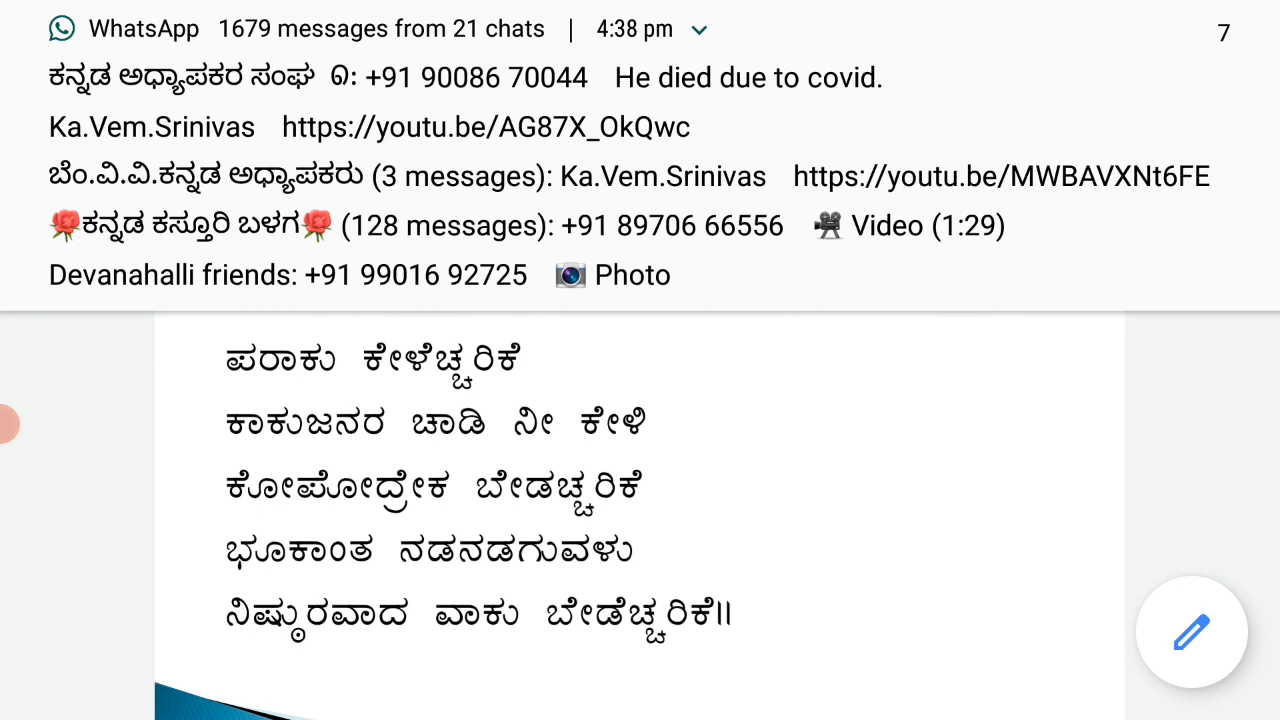 WhatsApp 1679 messages from 21 chats | 4:38 pm 7
ಕನ್ನಡ ಅಧ್ಯಾಪಕರ ಸಂಘ ರಿ: +91 90086 70044 He died due to covid.
Ka.Vem.Srinivas https://youtu.be/AG87X_OkQwc
ಬೆಂ.ವಿ.ವಿ.ಕನ್ನಡ ಅಧ್ಯಾಪಕರು (3 messages): Ka.Vem.Srinivas https://youtu.be/MWBAVXNt6FE
🌹ಕನ್ನಡ ಕಸ್ತೂರಿ ಬಳಗ🌹 (128 messages): +91 89706 66556 🎥 Video (1:29)
Devanahalli friends: +91 99016 92725 📷 Photo
ಪರಾಕು ಕೇಳೆಚ್ಚರಿಕೆ
ಕಾಕುಜನರ ಚಾಡಿ ನೀ ಕೇಳಿ
ಕೋಪೋದ್ರೇಕ ಬೇಡಚ್ಚರಿಕೆ
ಭೂಕಾಂತ ನಡನಡಗುವಳು
ನಿಷ್ಠುರವಾದ ವಾಕು ಬೇಡೆಚ್ಚರಿಕೆ॥